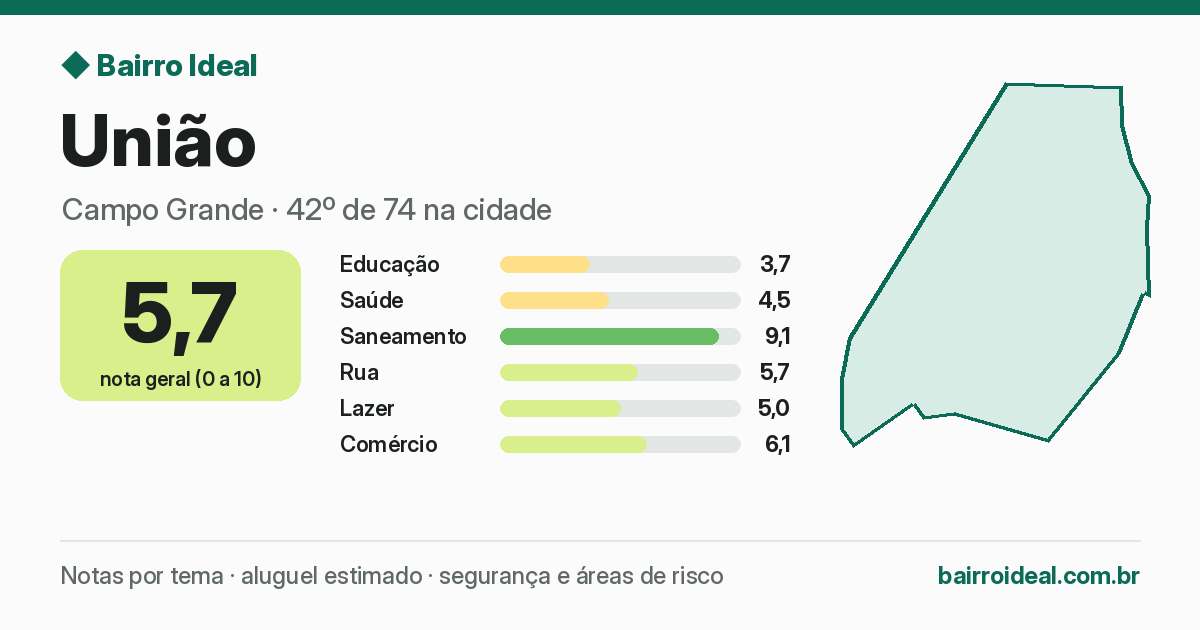 Bairro Ideal
União
Campo Grande · 42º de 74 na cidade
5,7
nota geral (0 a 10)
Educação 3,7
Saúde 4,5
Saneamento 9,1
Rua 5,7
Lazer 5,0
Comércio 6,1
Notas por tema · aluguel estimado · segurança e áreas de risco
bairroideal.com.br